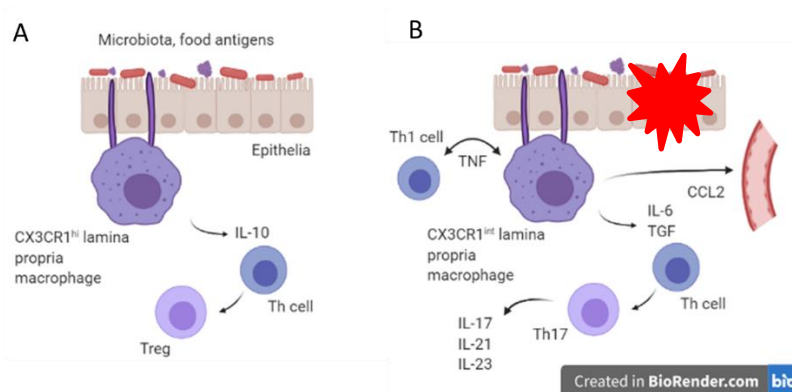 A
Microbiota, food antigens
Epithelia
CX3CR1hi lamina
propria
macrophage
IL-10
Th cell
Treg
B
Th1 cell
TNF
CCL2
CX3CR1int lamina
propria
macrophage
IL-6
TGF
Th cell
Th17
IL-17
IL-21
IL-23
Created in BioRender.com bio